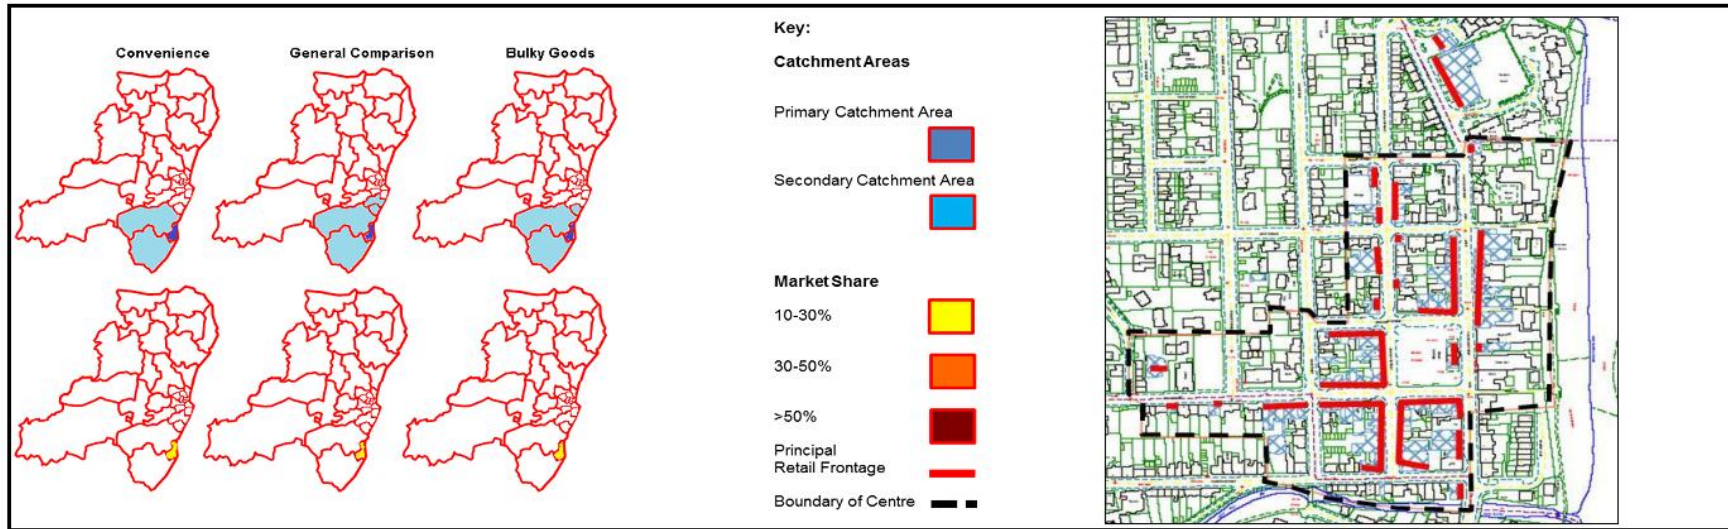 Convenience
General Comparison
Bulky Goods
Key:
Catchment Areas
Primary Catchment Area
Secondary Catchment Area
Market Share
10-30%
30-50%
>50%
Principal
Retail Frontage
Boundary of Centre